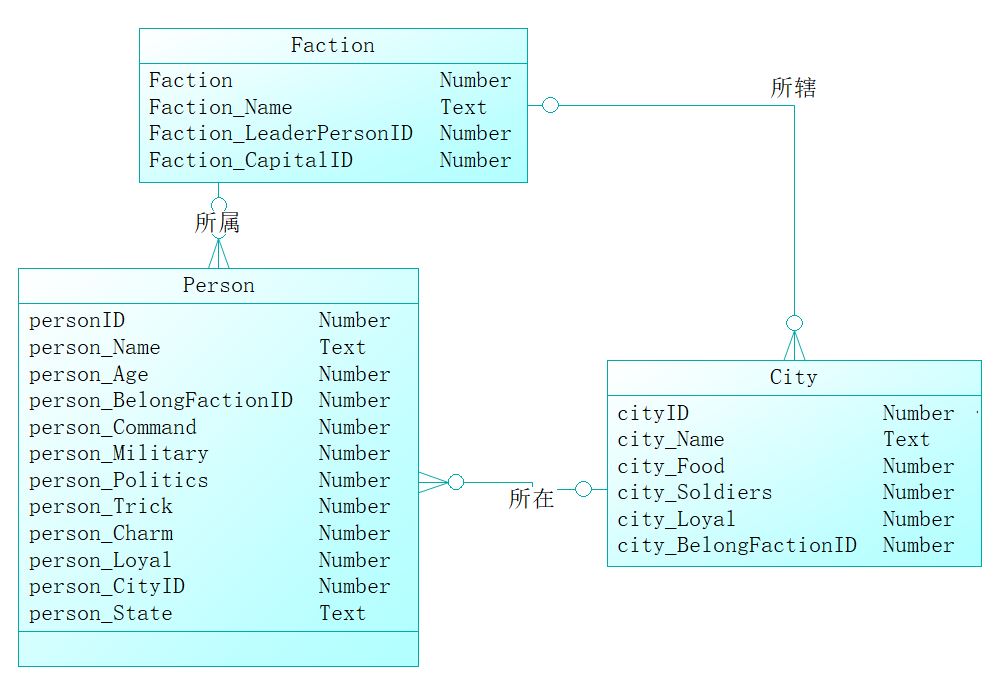 Faction
Faction Number
Faction_Name Text
Faction_LeaderPersonID Number
Faction_CapitalID Number
所辖
所属
Person
personID Number
person_Name Text
person_Age Number
person_BelongFactionID Number
person_Command Number
person_Military Number
person_Politics Number
person_Trick Number
person_Charm Number
person_Loyal Number
person_CityID Number
person_State Text
所在
City
cityID Number
city_Name Text
city_Food Number
city_Soldiers Number
city_Loyal Number
city_BelongFactionID Number